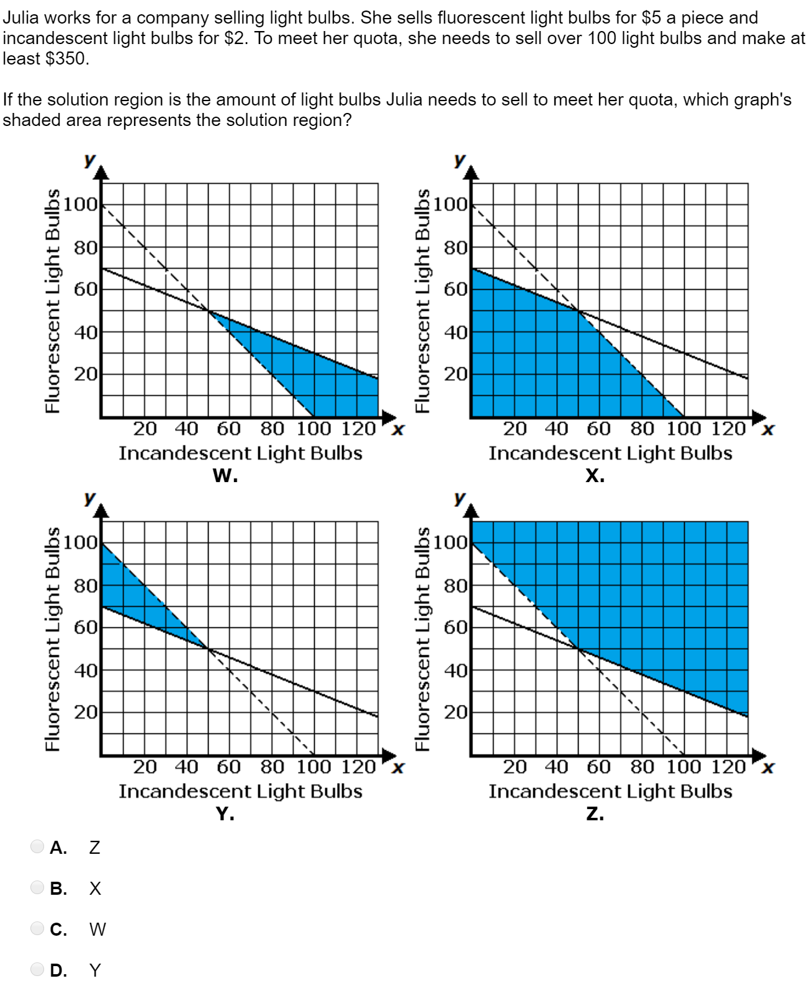 Julia works for a company selling light bulbs. She sells fluorescent light bulbs for $5 a piece and
incandescent light bulbs for $2. To meet her quota, she needs to sell over 100 light bulbs and make at
least $350.
If the solution region is the amount of light bulbs Julia needs to sell to meet her quota, which graph's
shaded area represents the solution region?
y
Fluorescent Light Bulbs
100
80
60
40
20
20 40 60 80 100 120 x
Incandescent Light Bulbs
W.
y
Fluorescent Light Bulbs
100
80
60
40
20
20 40 60 80 100 120 x
Incandescent Light Bulbs
X.
y
Fluorescent Light Bulbs
100
80
60
40
20
20 40 60 80 100 120 x
Incandescent Light Bulbs
Y.
y
Fluorescent Light Bulbs
100
80
60
40
20
20 40 60 80 100 120 x
Incandescent Light Bulbs
Z.
A. Z
B. X
C. W
D. Y